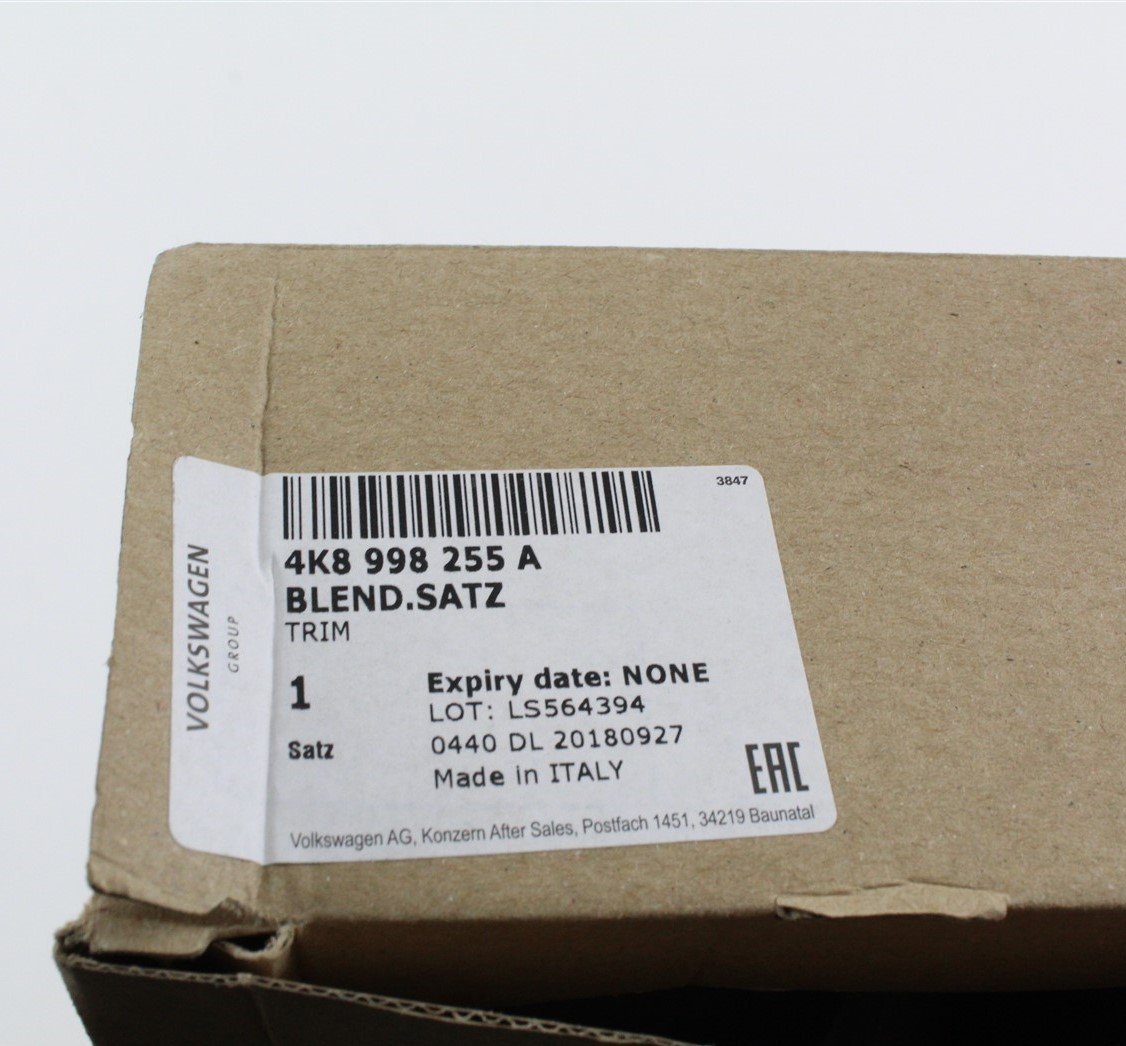 3847
4K8 998 255 A
BLEND.SATZ
TRIM
VOLKSWAGEN
GROUP
1
Satz
Expiry date: NONE
LOT: LS564394
0440 DL 20180927
Made in ITALY
EAC
Volkswagen AG, Konzern After Sales, Postfach 1451, 34219 Baunatal